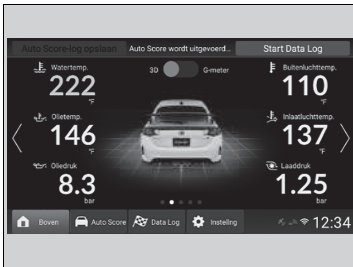 Auto Score-log opslaan
Auto Score wordt uitgevoerd...
Start Data Log
Watertemp.
222
°F
3D
G-meter
Buitenluchttemp.
110
°F
Olietemp.
146
°F
Inlaatluchttemp.
137
°F
Oliedruk
8.3
bar
Laaddruk
1.25
bar
Boven
Auto Score
Data Log
Instellng
12:34